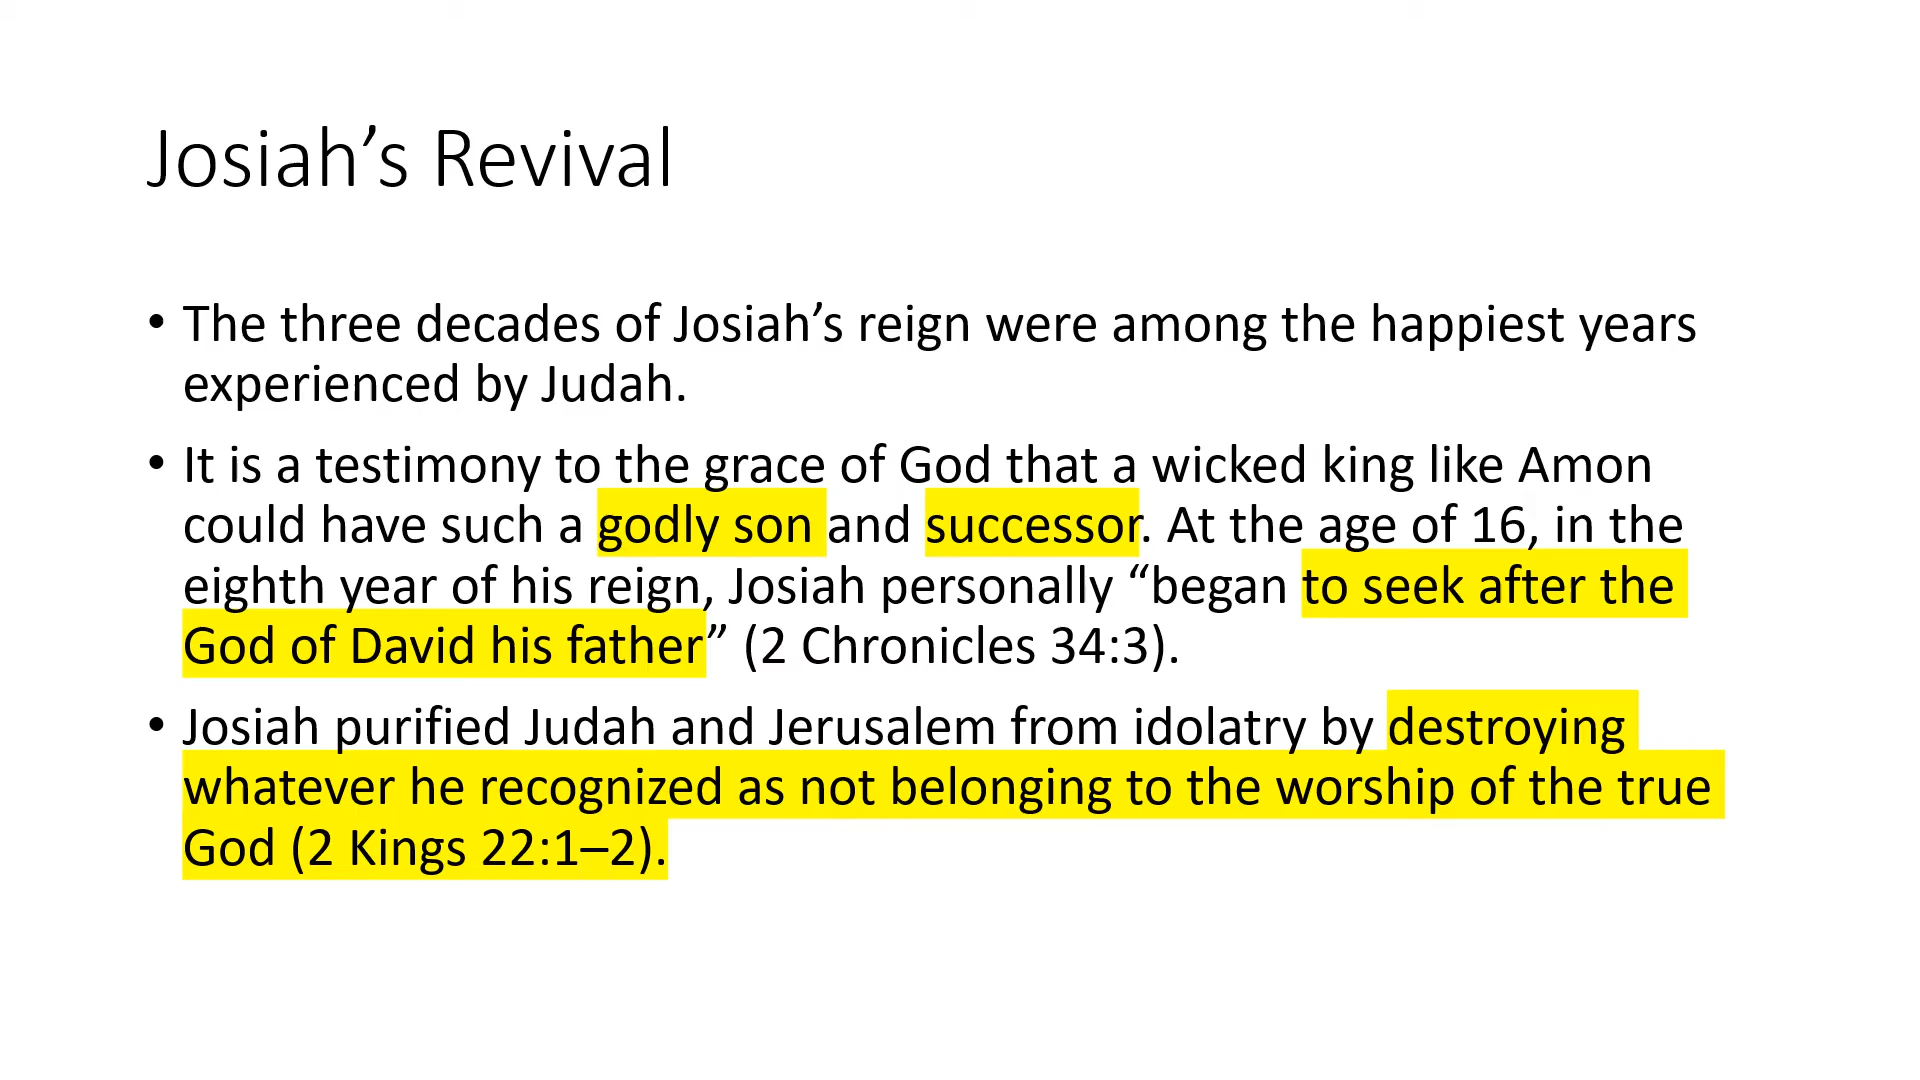 Josiah’s Revival
• The three decades of Josiah’s reign were among the happiest years
experienced by Judah.
• It is a testimony to the grace of God that a wicked king like Amon
could have such a godly son and successor. At the age of 16, in the
eighth year of his reign, Josiah personally “began to seek after the
God of David his father” (2 Chronicles 34:3).
• Josiah purified Judah and Jerusalem from idolatry by destroying
whatever he recognized as not belonging to the worship of the true
God (2 Kings 22:1–2).